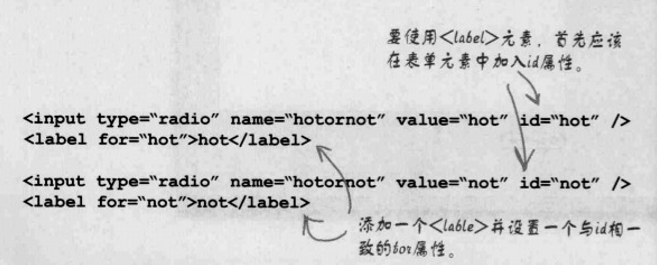 要使用<label>元素，首先应该
在表单元素中加入id属性。
<input type=“radio” name=“hotornot” value=“hot” id=“hot” />
<label for=“hot”>hot</label>
<input type=“radio” name=“hotornot” value=“not” id=“not” />
<label for=“not”>not</label>
添加一个<lable>并设置一个与id相一
致的for属性。